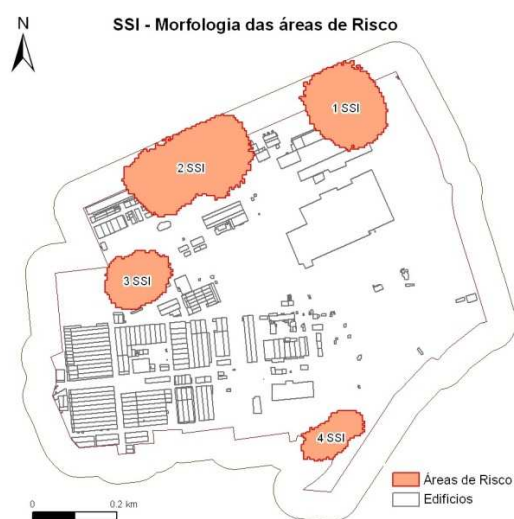 N
SSI - Morfologia das áreas de Risco
1 SSI
2 SSI
3 SSI
4 SSI
Áreas de Risco
Edificios
0 0.2 km